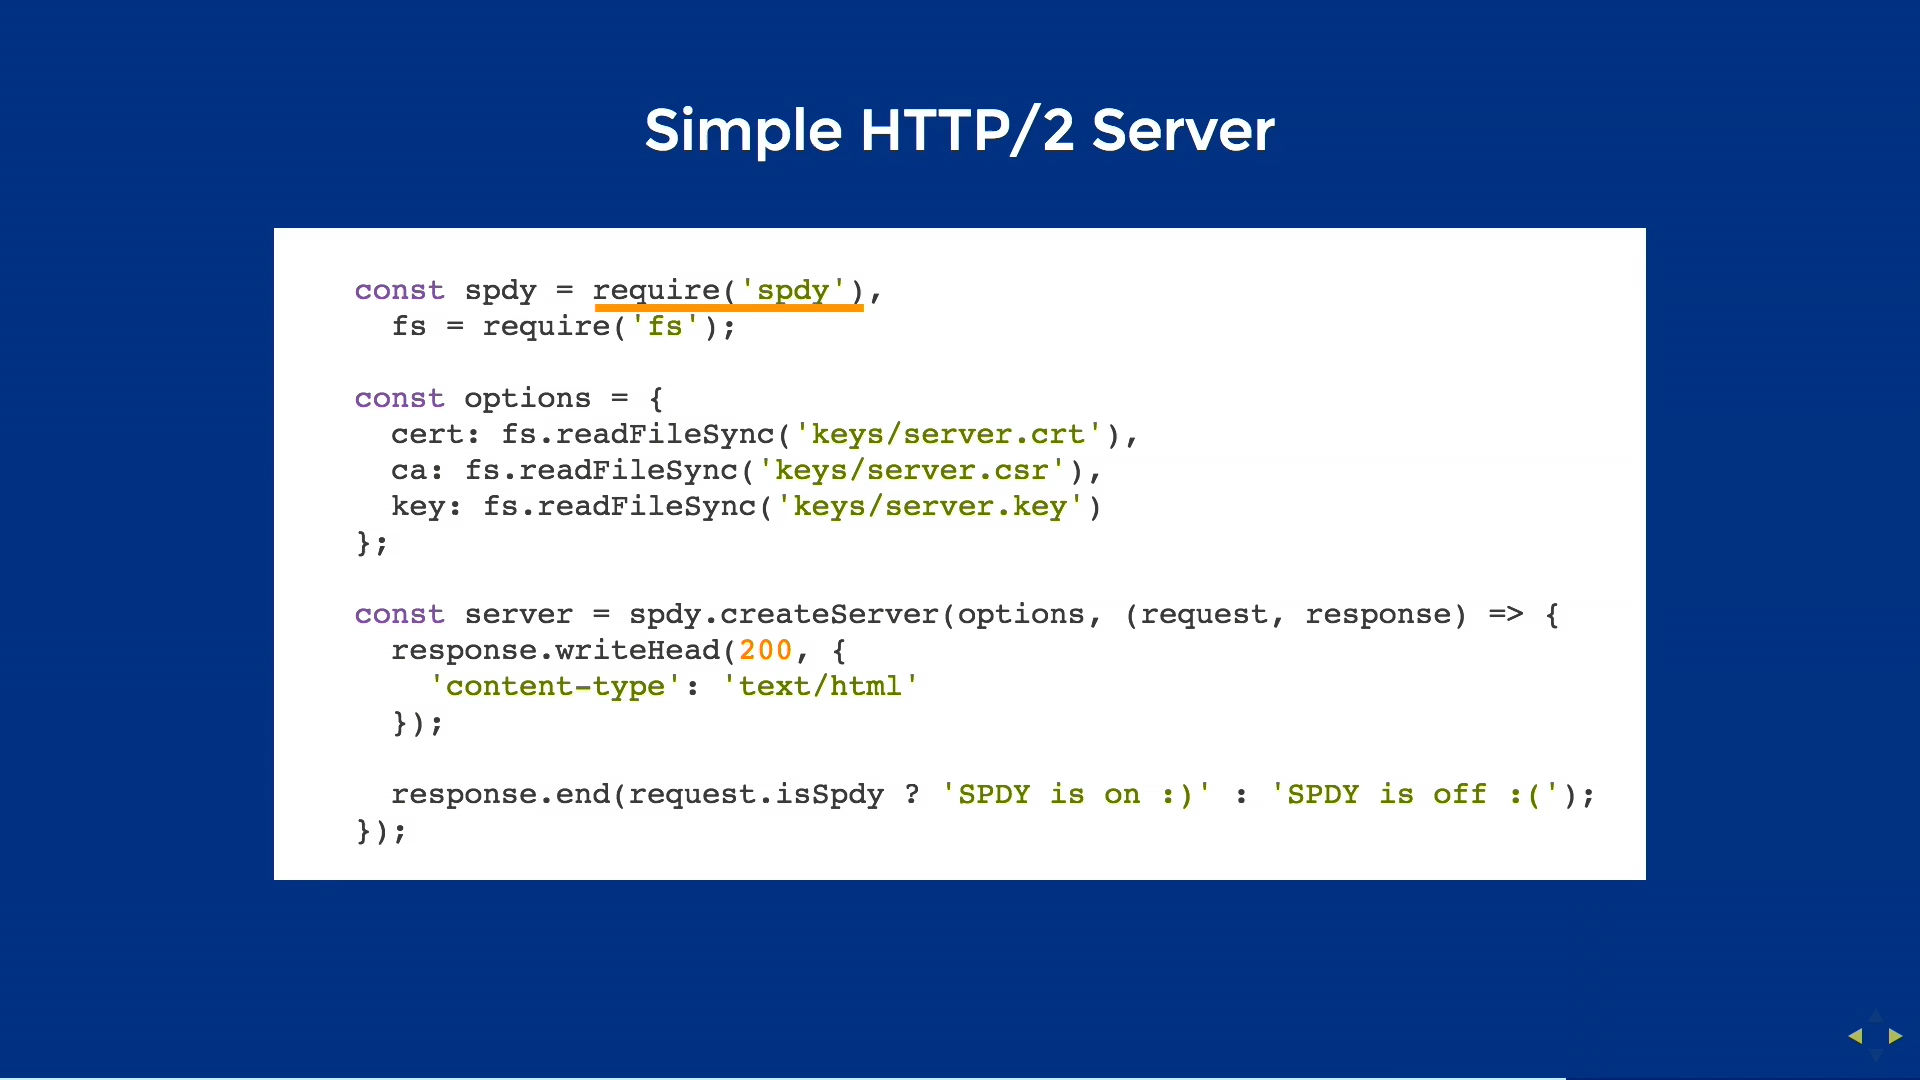 Simple HTTP/2 Server
const spdy = require('spdy'),
  fs = require('fs');
const options = {
  cert: fs.readFileSync('keys/server.crt'),
  ca: fs.readFileSync('keys/server.csr'),
  key: fs.readFileSync('keys/server.key')
};
const server = spdy.createServer(options, (request, response) => {
  response.writeHead(200, {
    'content-type': 'text/html'
  });
  response.end(request.isSpdy ? 'SPDY is on :)' : 'SPDY is off :(');
});